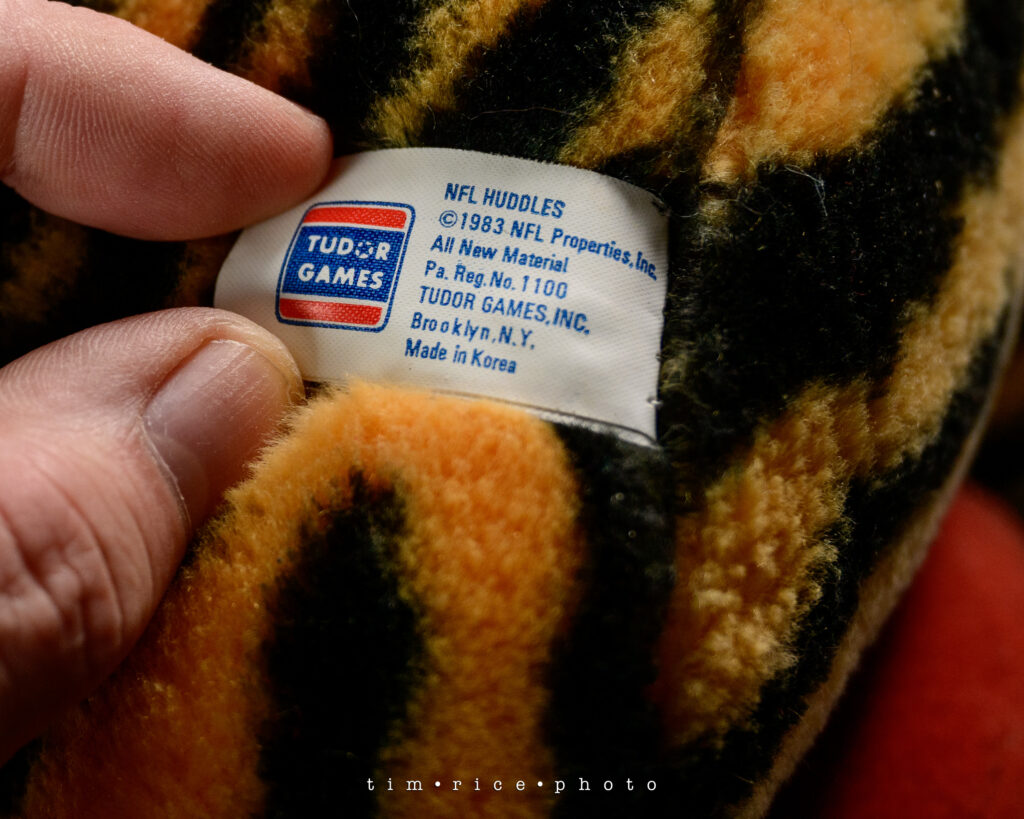 TUDOR
GAMES
NFL HUDDLES
©1983 NFL Properties, Inc.
All New Material
Pa. Reg. No. 1100
TUDOR GAMES, INC.
Brooklyn, N.Y.
Made in Korea
tim•rice•photo